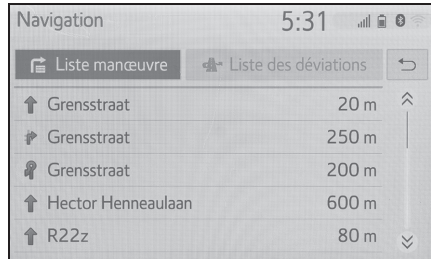 Navigation 5:31
Liste manœuvre Liste des déviations
Grensstraat 20 m
Grensstraat 250 m
Grensstraat 200 m
Hector Henneaulaan 600 m
R22z 80 m